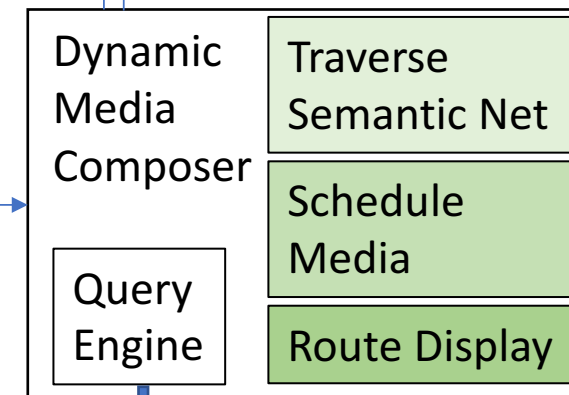 Dynamic
Media
Composer
Query
Engine
Traverse
Semantic Net
Schedule
Media
Route Display